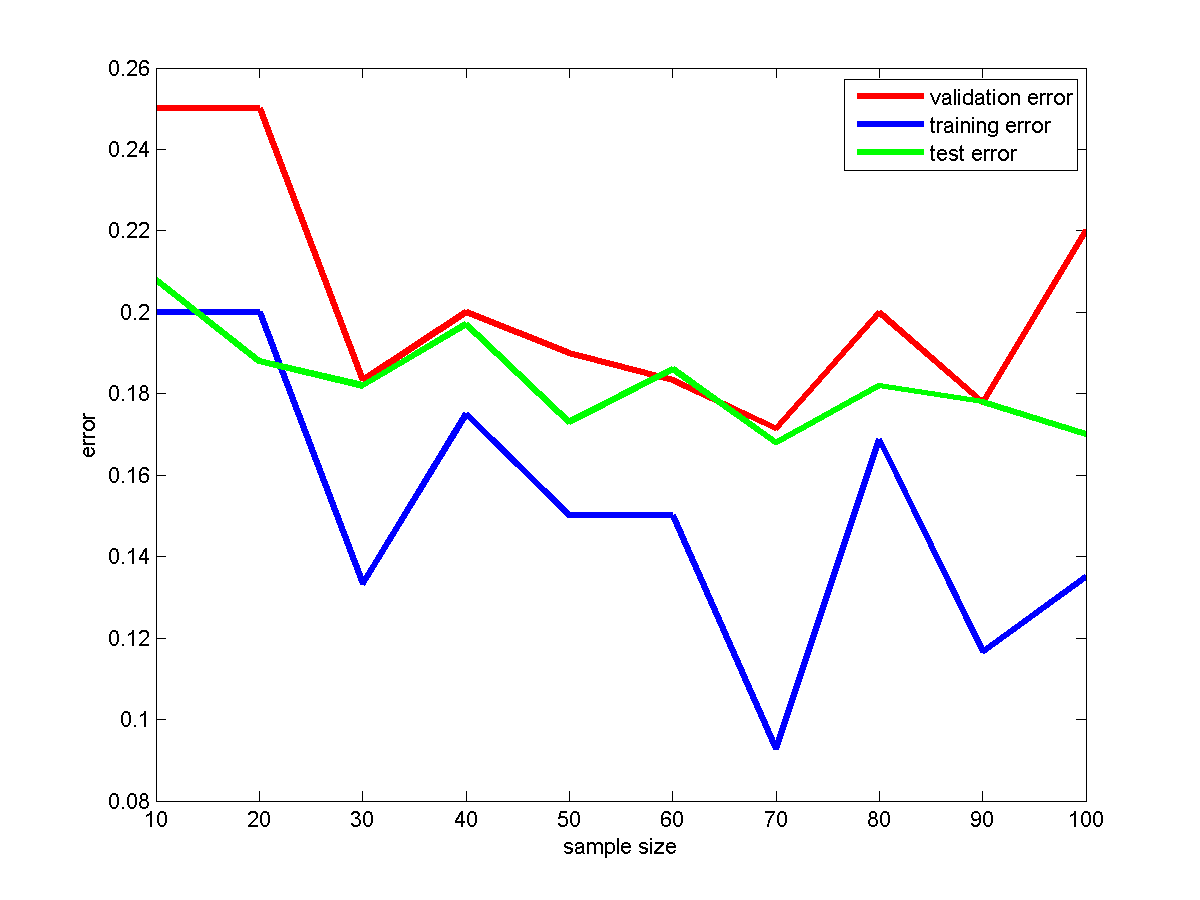 0.26
validation error
training error
test error
0.24
0.22
0.2
0.18
0.16
0.14
0.12
0.1
0.08
error
10 20 30 40 50 60 70 80 90 100
sample size